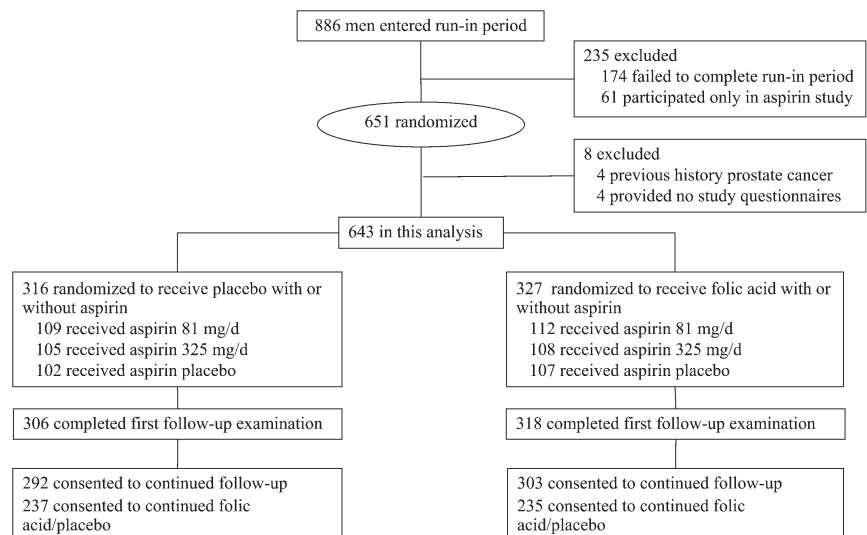 886 men entered run-in period
235 excluded
174 failed to complete run-in period
61 participated only in aspirin study
651 randomized
8 excluded
4 previous history prostate cancer
4 provided no study questionnaires
643 in this analysis
316 randomized to receive placebo with or
without aspirin
109 received aspirin 81 mg/d
105 received aspirin 325 mg/d
102 received aspirin placebo
327 randomized to receive folic acid with or
without aspirin
112 received aspirin 81 mg/d
108 received aspirin 325 mg/d
107 received aspirin placebo
306 completed first follow-up examination
318 completed first follow-up examination
292 consented to continued follow-up
237 consented to continued folic
acid/placebo
303 consented to continued follow-up
235 consented to continued folic
acid/placebo